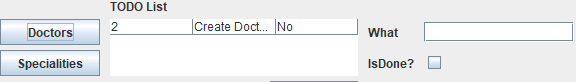 TODO List
Doctors
2 Create Doct... No
What
Specialities
IsDone?